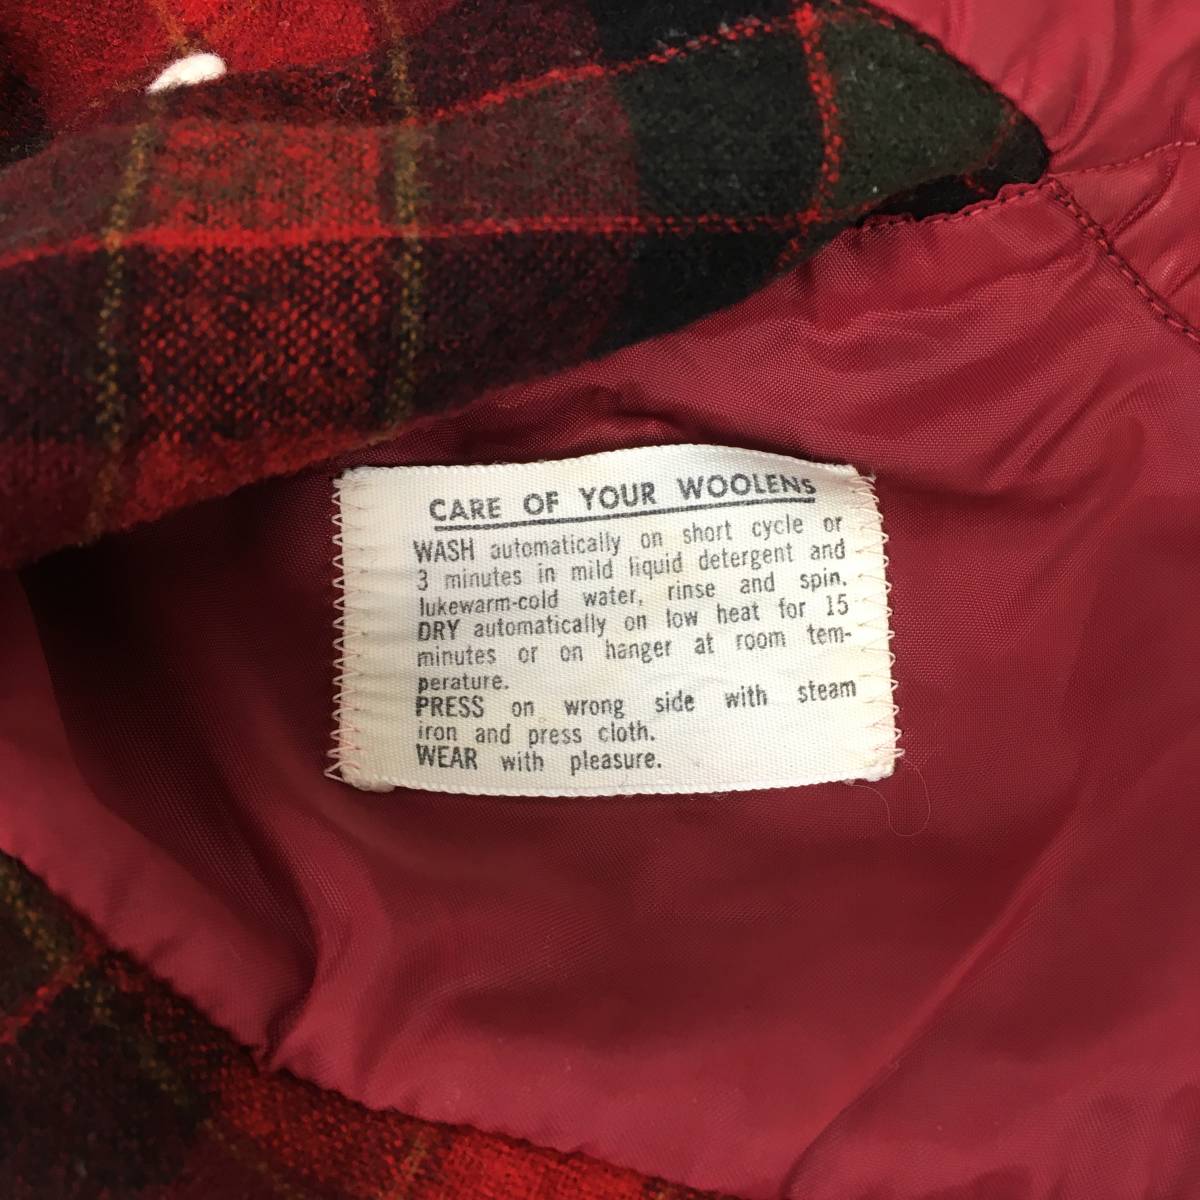 CARE OF YOUR WOOLENS
WASH automatically on short cycle or
3 minutes in mild liquid detergent and
lukewarm-cold water, rinse and spin.
DRY automatically on low heat for 15
minutes or on hanger at room tem-
perature.
PRESS on wrong side with steam
iron and press cloth.
WEAR with pleasure.